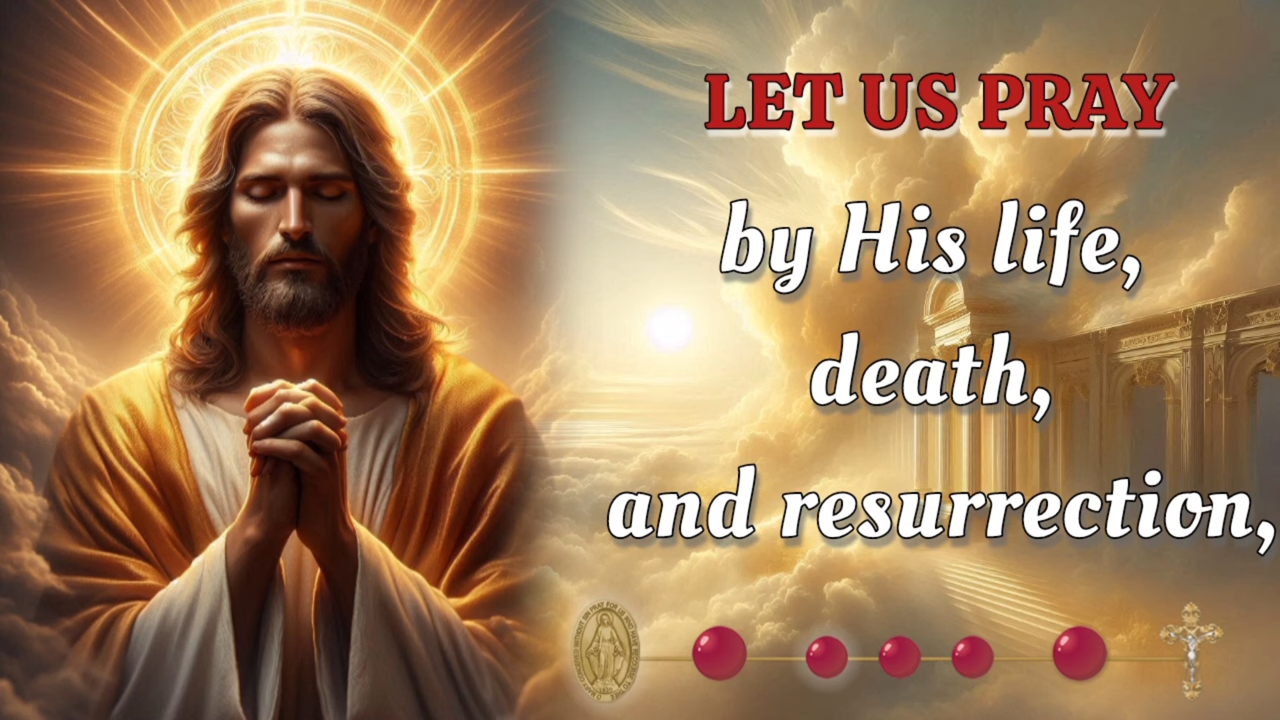 LET US PRAY
by His life,
death,
and resurrection,